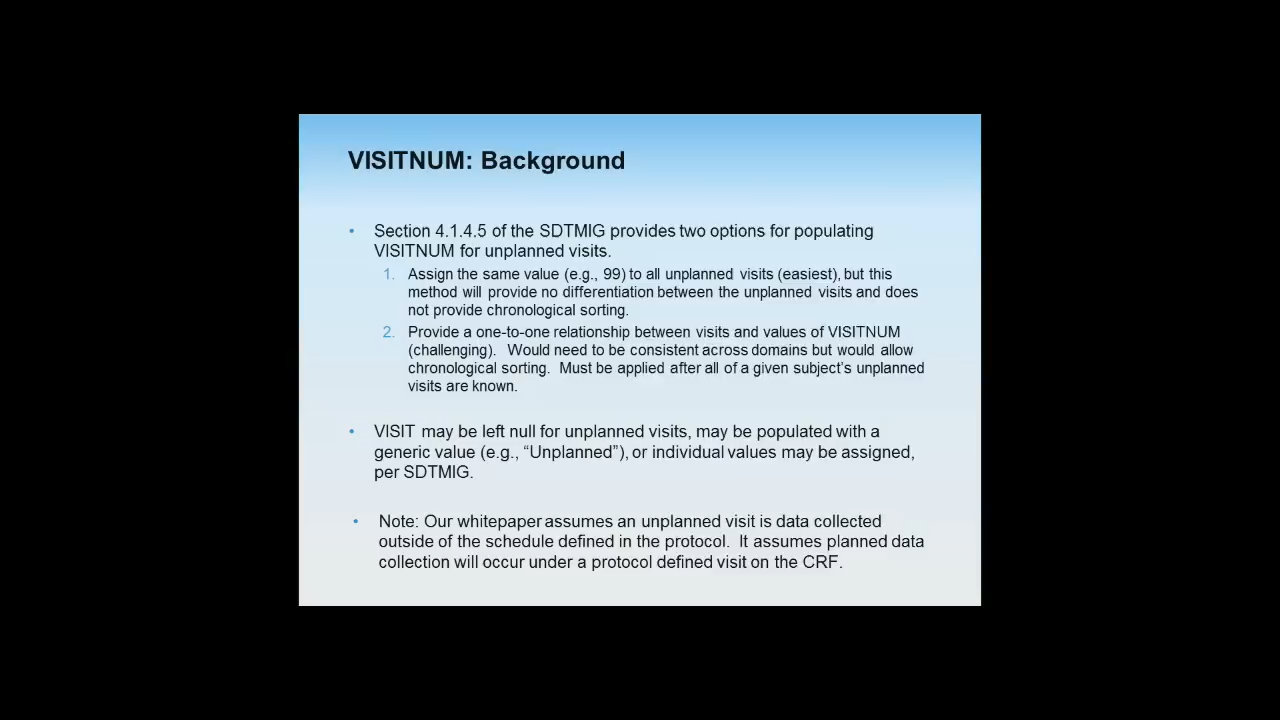 VISITNUM: Background
• Section 4.1.4.5 of the SDTMIG provides two options for populating
VISITNUM for unplanned visits.
1. Assign the same value (e.g., 99) to all unplanned visits (easiest), but this
method will provide no differentiation between the unplanned visits and does
not provide chronological sorting.
2. Provide a one-to-one relationship between visits and values of VISITNUM
(challenging). Would need to be consistent across domains but would allow
chronological sorting. Must be applied after all of a given subject's unplanned
visits are known.
• VISIT may be left null for unplanned visits, may be populated with a
generic value (e.g., “Unplanned”), or individual values may be assigned,
per SDTMIG.
• Note: Our whitepaper assumes an unplanned visit is data collected
outside of the schedule defined in the protocol. It assumes planned data
collection will occur under a protocol defined visit on the CRF.